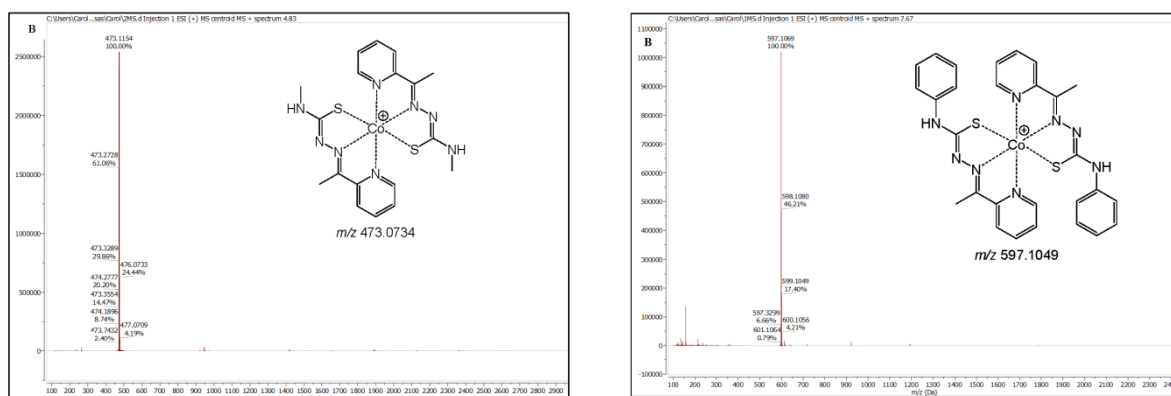 C:\Users\Carol...sas\Carol\2MS.d Injection 1 ESI (+) MS centroid MS + spectrum 4.83
B
473.1154
100.00%
2500000
2000000
473.2728
61.06%
1500000
1000000
473.3289
29.86%
476.0733
24.44%
474.2777
20.20%
500000
473.3554
14.47%
474.1896
8.74%
477.0709
4.19%
473.7432
2.40%
0
100 200 300 400 500 600 700 800 900 1000 1100 1200 1300 1400 1500 1600 1700 1800 1900 2000 2100 2200 2300 2400 2500 2600 2700 2800 2900
N
HN
S
N
N
Co
⊕
N
N
S
NH
N
N
m/z 473.0734
C:\Users\Carol...sas\Carol\1MS.d Injection 1 ESI (+) MS centroid MS + spectrum 7.67
B
597.1069
100.00%
1100000
1000000
900000
800000
700000
600000
500000
400000
300000
200000
100000
0
-100000
598.1080
46.21%
599.1049
17.40%
597.3299
6.66%
600.1056
4.21%
601.1064
0.79%
HN
S
N
N
N
Co
⊕
N
N
S
NH
N
N
m/z 597.1049
100 200 300 400 500 600 700 800 900 1000 1100 1200 1300 1400 1500 1600 1700 1800 1900 2000 2100 2200 2300
m/z (Da)